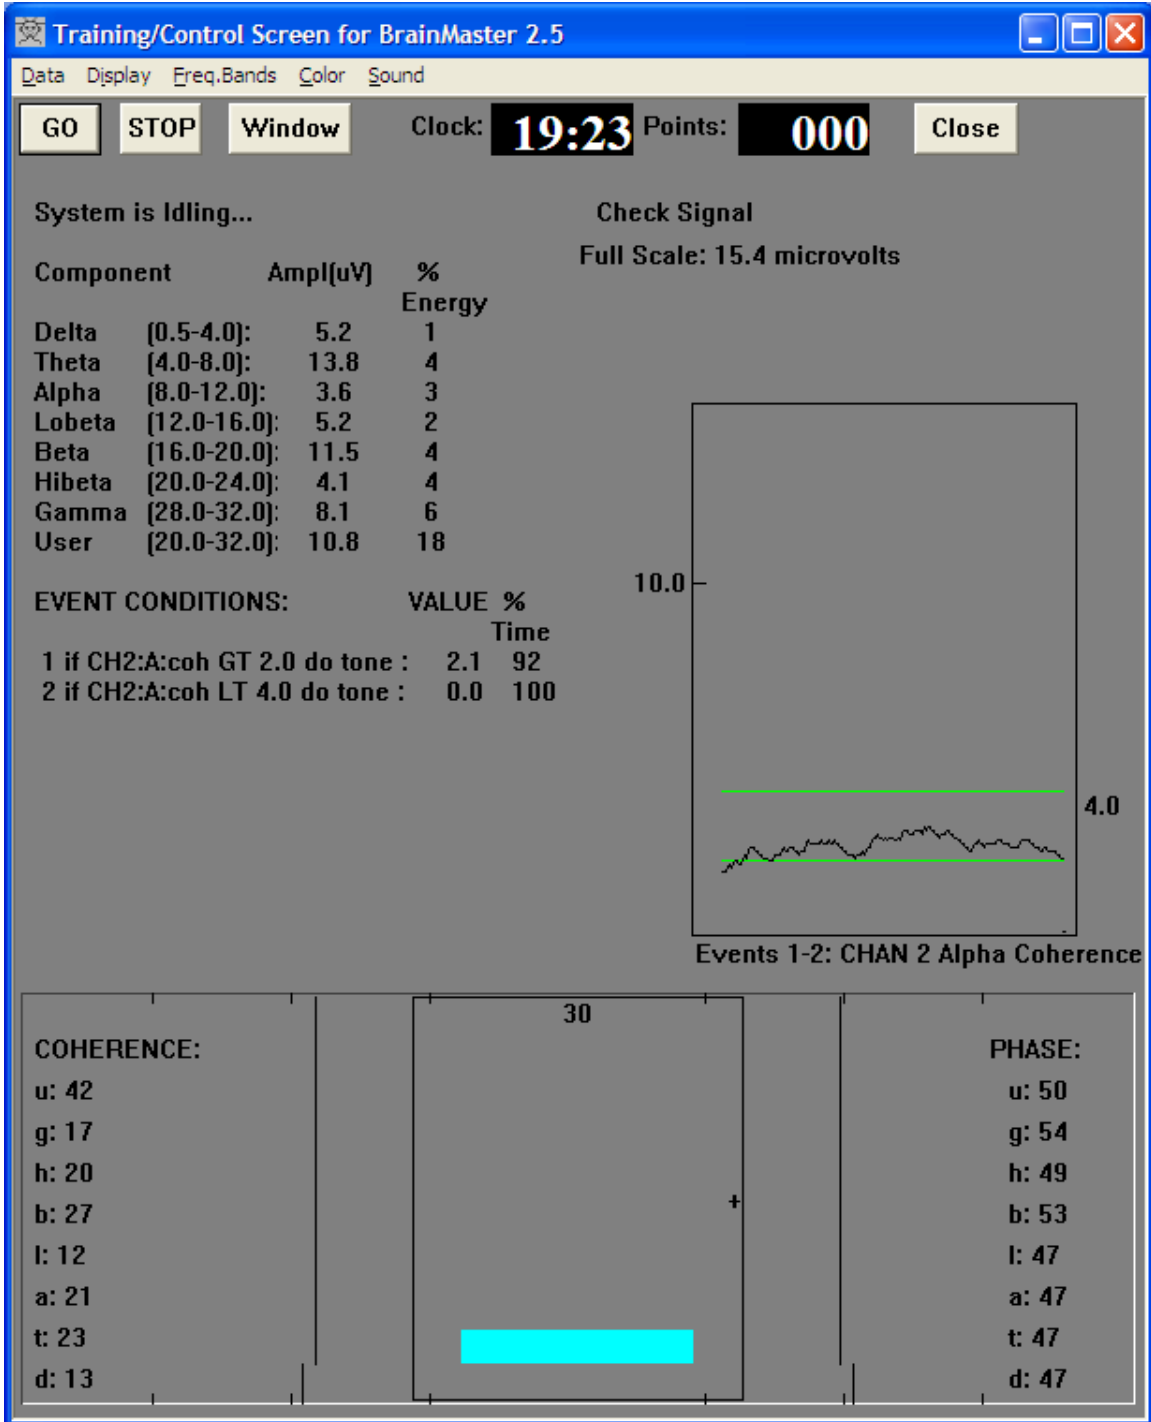 Training/Control Screen for BrainMaster 2.5
Data Display Freq.Bands Color Sound
GO STOP Window Clock: 19:23 Points: 000 Close
System is Idling... Check Signal
Full Scale: 15.4 microvolts
Component Ampl(uV) %
Energy
Delta (0.5-4.0): 5.2 1
Theta (4.0-8.0): 13.8 4
Alpha (8.0-12.0): 3.6 3
Lobeta (12.0-16.0): 5.2 2
Beta (16.0-20.0): 11.5 4
Hibeta (20.0-24.0): 4.1 4
Gamma (28.0-32.0): 8.1 6
User (20.0-32.0): 10.8 18
10.0
EVENT CONDITIONS: VALUE %
Time
1 if CH2:A:coh GT 2.0 do tone : 2.1 92
2 if CH2:A:coh LT 4.0 do tone : 0.0 100
4.0
Events 1-2: CHAN 2 Alpha Coherence
30
COHERENCE: PHASE:
u: 42 u: 50
g: 17 g: 54
h: 20 h: 49
b: 27 b: 53
l: 12 l: 47
a: 21 a: 47
t: 23 t: 47
d: 13 d: 47